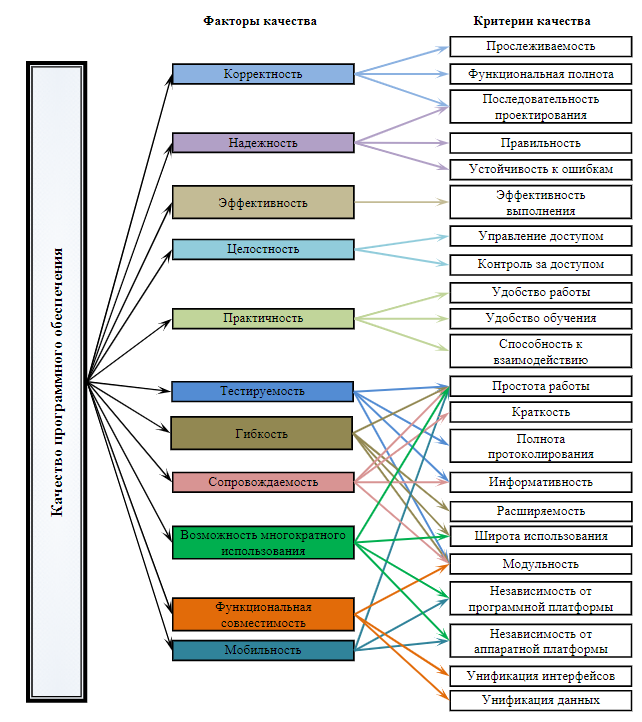 Факторы качества
Критерии качества
Качество программного обеспечения
Корректность
Надежность
Эффективность
Целостность
Практичность
Тестируемость
Гибкость
Сопровождаемость
Возможность многократного
использования
Функциональная
совместимость
Мобильность
Прослеживаемость
Функциональная полнота
Последовательность
проектирования
Правильность
Устойчивость к ошибкам
Эффективность
выполнения
Управление доступом
Контроль за доступом
Удобство работы
Удобство обучения
Способность к
взаимодействию
Простота работы
Краткость
Полнота
протоколирования
Информативность
Расширяемость
Широта использования
Модульность
Независимость от
программной платформы
Независимость от
аппаратной платформы
Унификация интерфейсов
Унификация данных